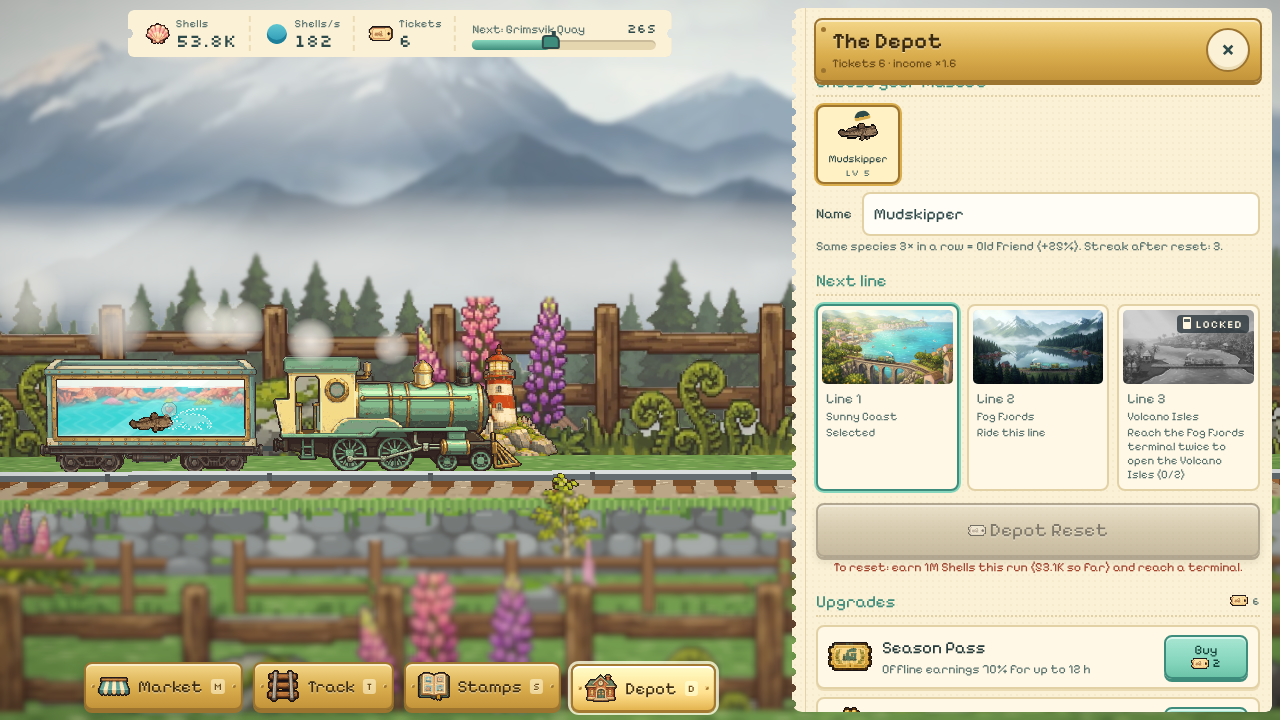 Shells
53.8K
Shells/s
182
Tickets
6
Next: Grimsvik Quay 26s
The Depot
Tickets 6 · income ×1.6
Choose your Mascot
Mudskipper
LV 5
Name
Mudskipper
Same species 3× in a row = Old Friend (+25%). Streak after reset: 3.
Next line
LOCKED
Line 1
Sunny Coast
Selected
Line 2
Fog Fjords
Ride this line
Line 3
Volcano Isles
Reach the Fog Fjords
terminal twice to
open the Volcano
Isles (0/2)
Depot Reset
To reset: earn 1M Shells this run (53.1K so far) and reach a terminal.
Upgrades
6
Season Pass
Offline earnings 70% for up to 12 h
Buy
2
Market M
Track T
Stamps S
Depot D